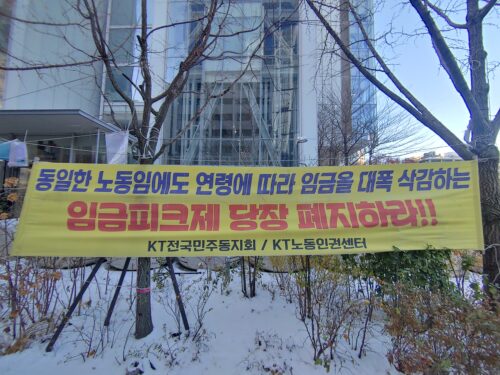 동일한 노동임에도 연령에 따라 임금을 대폭 삭감하는
임금피크제 당장 폐지하라!!
KT전국민주동지회 / KT노동인권센터